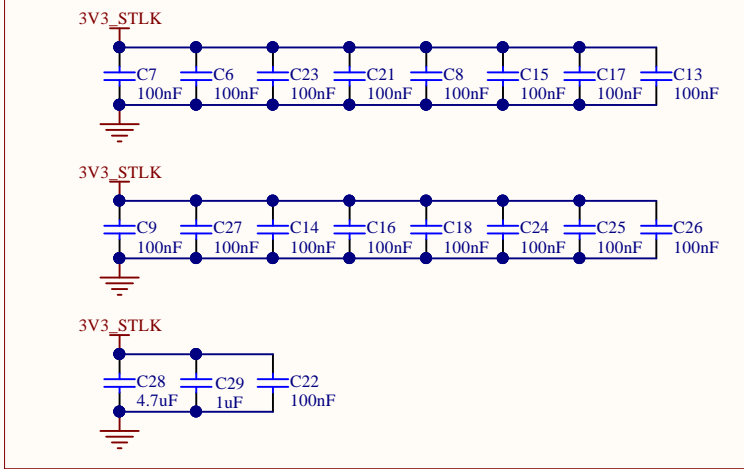 3V3_STLK
C7 C6 C23 C21 C8 C15 C17 C13
100nF 100nF 100nF 100nF 100nF 100nF 100nF 100nF
3V3_STLK
C9 C27 C14 C16 C18 C24 C25 C26
100nF 100nF 100nF 100nF 100nF 100nF 100nF 100nF
3V3_STLK
C28 C29 C22
4.7uF 1uF 100nF